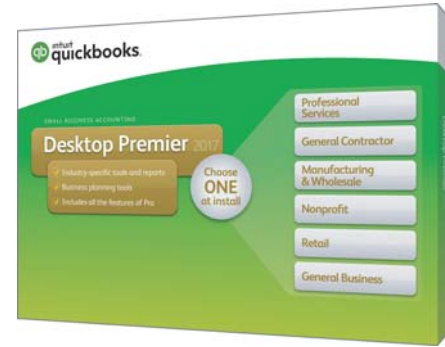 intuit
quickbooks.
SMALL BUSINESS ACCOUNTING
Desktop Premier 2017
✓ Industry-specific tools and reports
✓ Business planning tools
✓ Includes all the features of Pro
Choose
ONE
at install
Professional
Services
General Contractor
Manufacturing
& Wholesale
Nonprofit
Retail
General Business